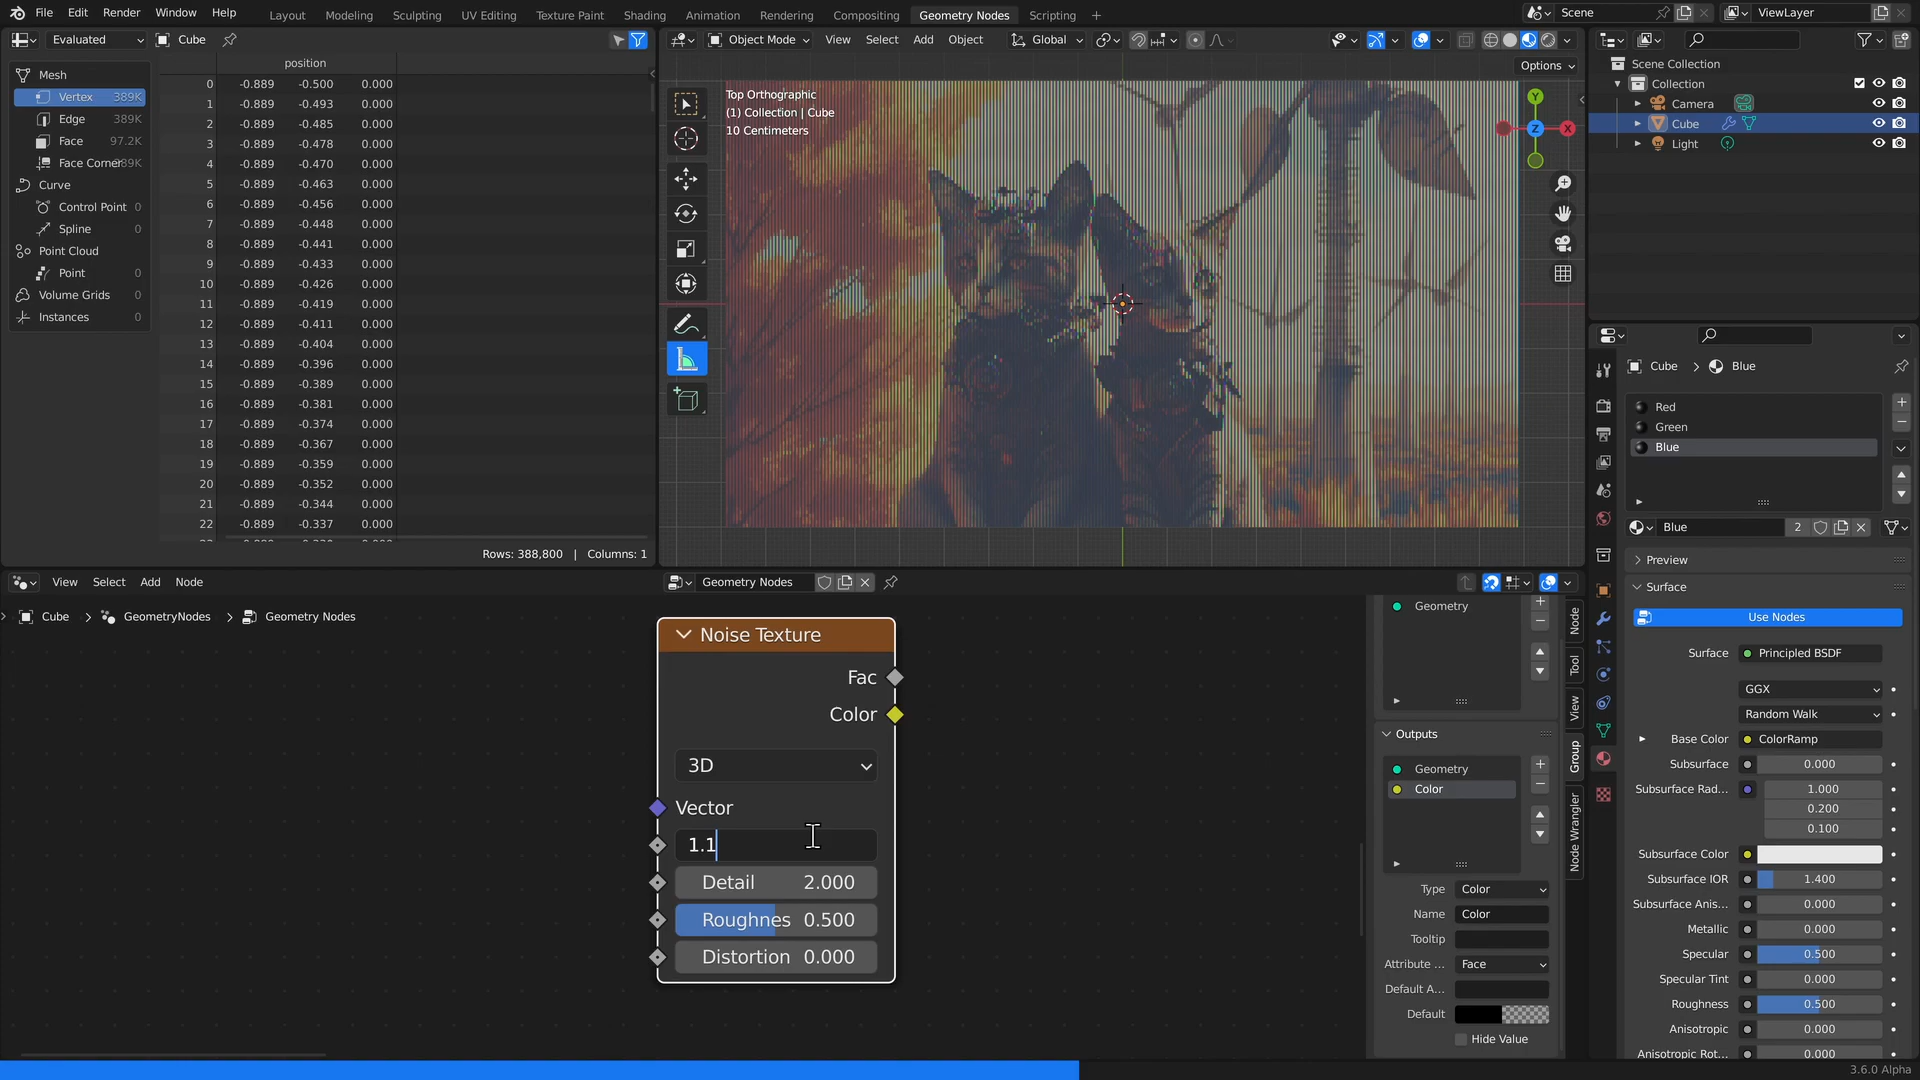 File Edit Render Window Help
Layout Modeling Sculpting UV Editing Texture Paint Shading Animation Rendering Compositing Geometry Nodes Scripting +
Scene
ViewLayer
Evaluated
Cube
Object Mode View Select Add Object Global
Options
position
Mesh
Vertex 389K
Edge 389K
Face 97.2K
Face Corner
Curve
Control Point 0
Spline 0
Point Cloud
Point 0
Volume Grids 0
Instances 0
0 -0.889 -0.500 0.000
1 -0.889 -0.493 0.000
2 -0.889 -0.485 0.000
3 -0.889 -0.478 0.000
4 -0.889 -0.470 0.000
5 -0.889 -0.463 0.000
6 -0.889 -0.456 0.000
7 -0.889 -0.448 0.000
8 -0.889 -0.441 0.000
9 -0.889 -0.433 0.000
10 -0.889 -0.426 0.000
11 -0.889 -0.419 0.000
12 -0.889 -0.411 0.000
13 -0.889 -0.404 0.000
14 -0.889 -0.396 0.000
15 -0.889 -0.389 0.000
16 -0.889 -0.381 0.000
17 -0.889 -0.374 0.000
18 -0.889 -0.367 0.000
19 -0.889 -0.359 0.000
20 -0.889 -0.352 0.000
21 -0.889 -0.344 0.000
22 -0.889 -0.337 0.000
Rows: 388,800 | Columns: 1
Top Orthographic
(1) Collection | Cube
10 Centimeters
Y
Z
X
Scene Collection
Collection
Camera
Cube
Light
Cube > Blue
Red
Green
Blue
Blue 2
Preview
Surface
Use Nodes
Surface Principled BSDF
GGX
Random Walk
Base Color ColorRamp
Subsurface 0.000
Subsurface Rad... 1.000
0.200
0.100
Subsurface Color
Subsurface IOR 1.400
Subsurface Anis... 0.000
Metallic 0.000
Specular 0.500
Specular Tint 0.000
Roughness 0.500
Anisotropic 0.000
Anisotropic Rot... 0.000
View Select Add Node
Geometry Nodes
Cube > GeometryNodes > Geometry Nodes
Noise Texture
Fac
Color
3D
Vector
1.1
Detail 2.000
Roughnes 0.500
Distortion 0.000
Geometry
Outputs
Geometry
Color
Type Color
Name Color
Tooltip
Attribute ... Face
Default A...
Default
Hide Value
Node
Tool
View
Group
Node Wrangler
3.6.0 Alpha